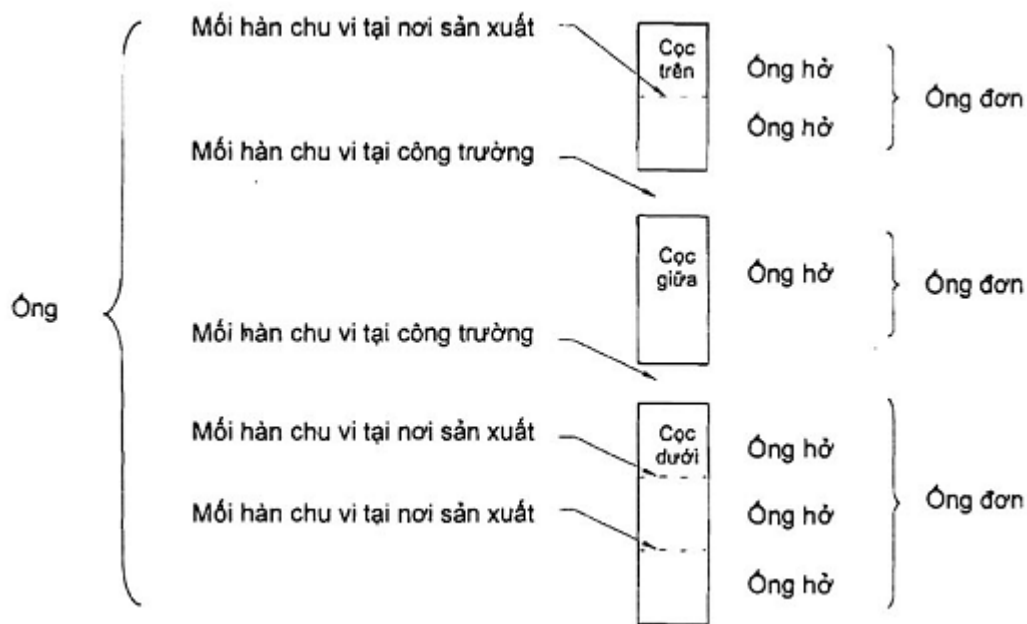 Mối hàn chu vi tại nơi sản xuất
Cọc
trên
Ống hở
Ống đơn
Ống hở
Mối hàn chu vi tại công trường
Cọc
giữa
Ống hở
Ống đơn
Ống
Mối hàn chu vi tại công trường
Mối hàn chu vi tại nơi sản xuất
Cọc
dưới
Ống hở
Ống đơn
Mối hàn chu vi tại nơi sản xuất
Ống hở
Ống hở